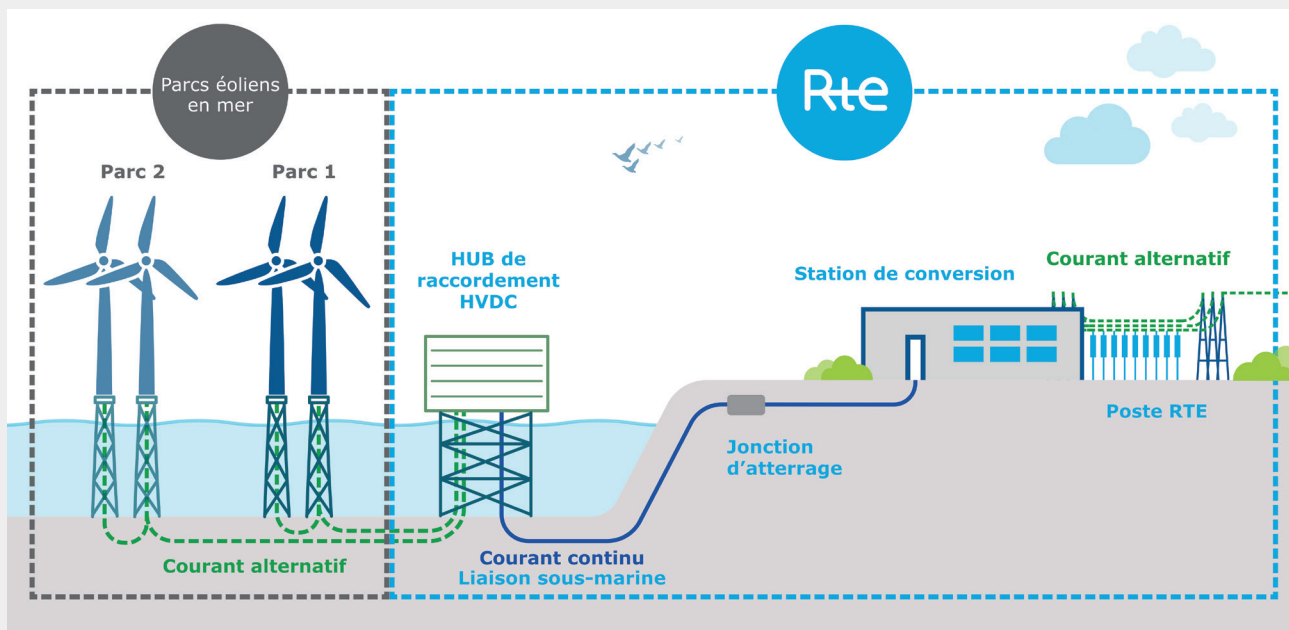 Parcs éoliens
en mer
Rte
Parc 2
Parc 1
HUB de
raccordement
HVDC
Station de conversion
Courant alternatif
Jonction
d'atterrage
Poste RTE
Courant alternatif
Courant continu
Liaison sous-marine